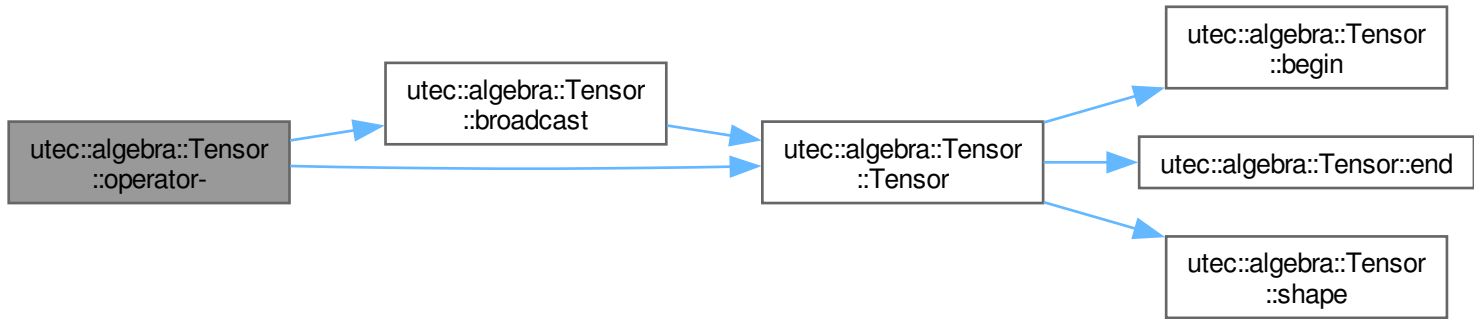 utec::algebra::Tensor
::operator-
utec::algebra::Tensor
::broadcast
utec::algebra::Tensor
::Tensor
utec::algebra::Tensor
::begin
utec::algebra::Tensor::end
utec::algebra::Tensor
::shape